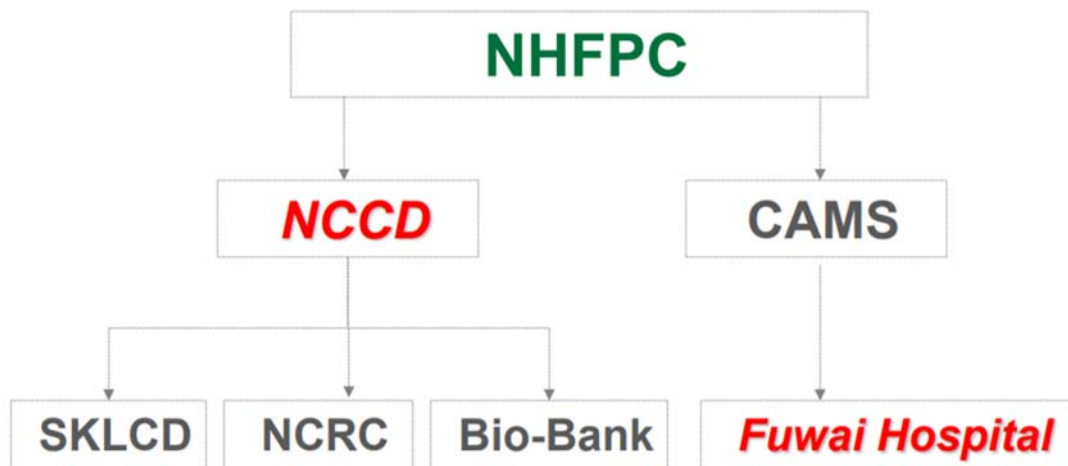 NHFPC
NCCD
CAMS
SKLCD
NCRC
Bio-Bank
Fuwai Hospital